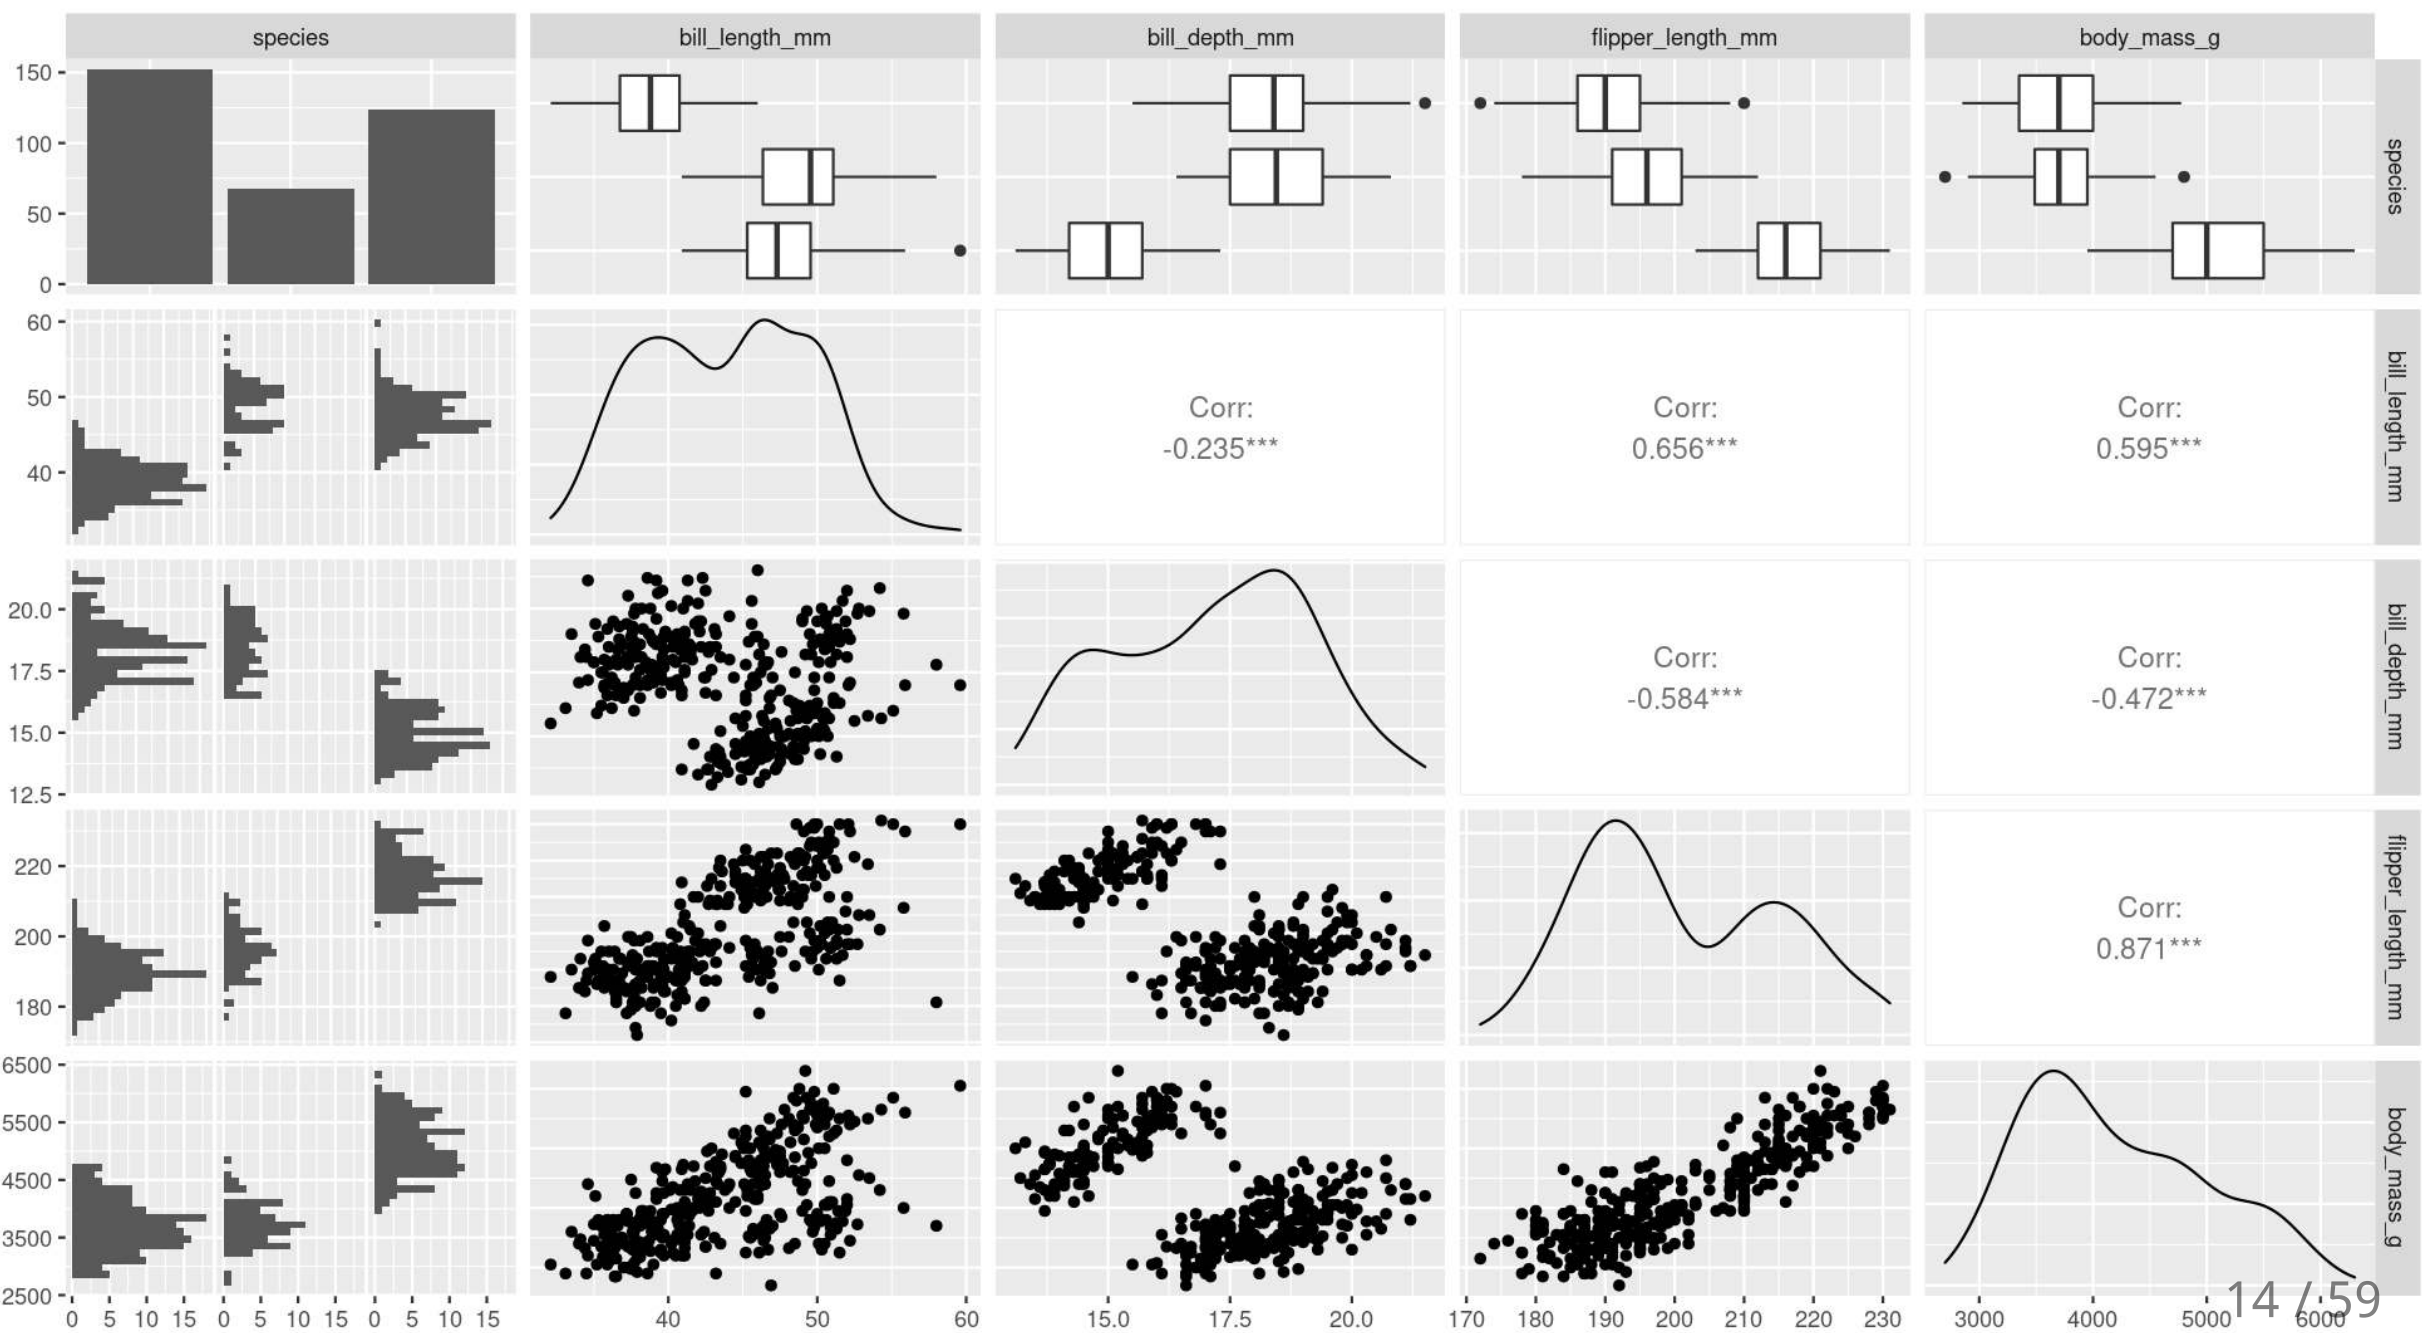 species
bill_length_mm
bill_depth_mm
flipper_length_mm
body_mass_g
150
100
50
0
species
60
50
40
Corr:
-0.235***
Corr:
0.656***
Corr:
0.595***
bill_length_mm
20.0
17.5
15.0
12.5
Corr:
-0.584***
Corr:
-0.472***
bill_depth_mm
220
200
180
Corr:
0.871***
flipper_length_mm
6500
5500
4500
3500
2500
body_mass_g
0 5 10 15 0 5 10 15 0 5 10 15
40 50 60
15.0 17.5 20.0
170 180 190 200 210 220 230
3000 4000 5000 6000
14 / 59